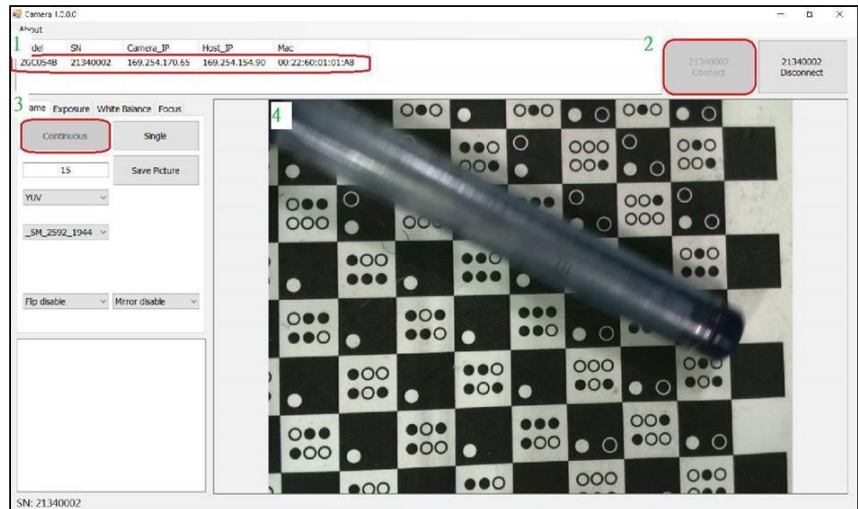 Camera 1.0.0.0
About
1 del SN Camera_IP Host_IP Mac
ZGC054B 21340002 169.254.170.65 169.254.154.90 00:22:60:01:01:A8
2
21340002
Connect
21340002
Disconnect
3 ame Exposure White Balance Focus
Continuous Single
15 Save Picture
YUV
_5M_2592_1944
Flip disable Mirror disable
4
SN: 21340002